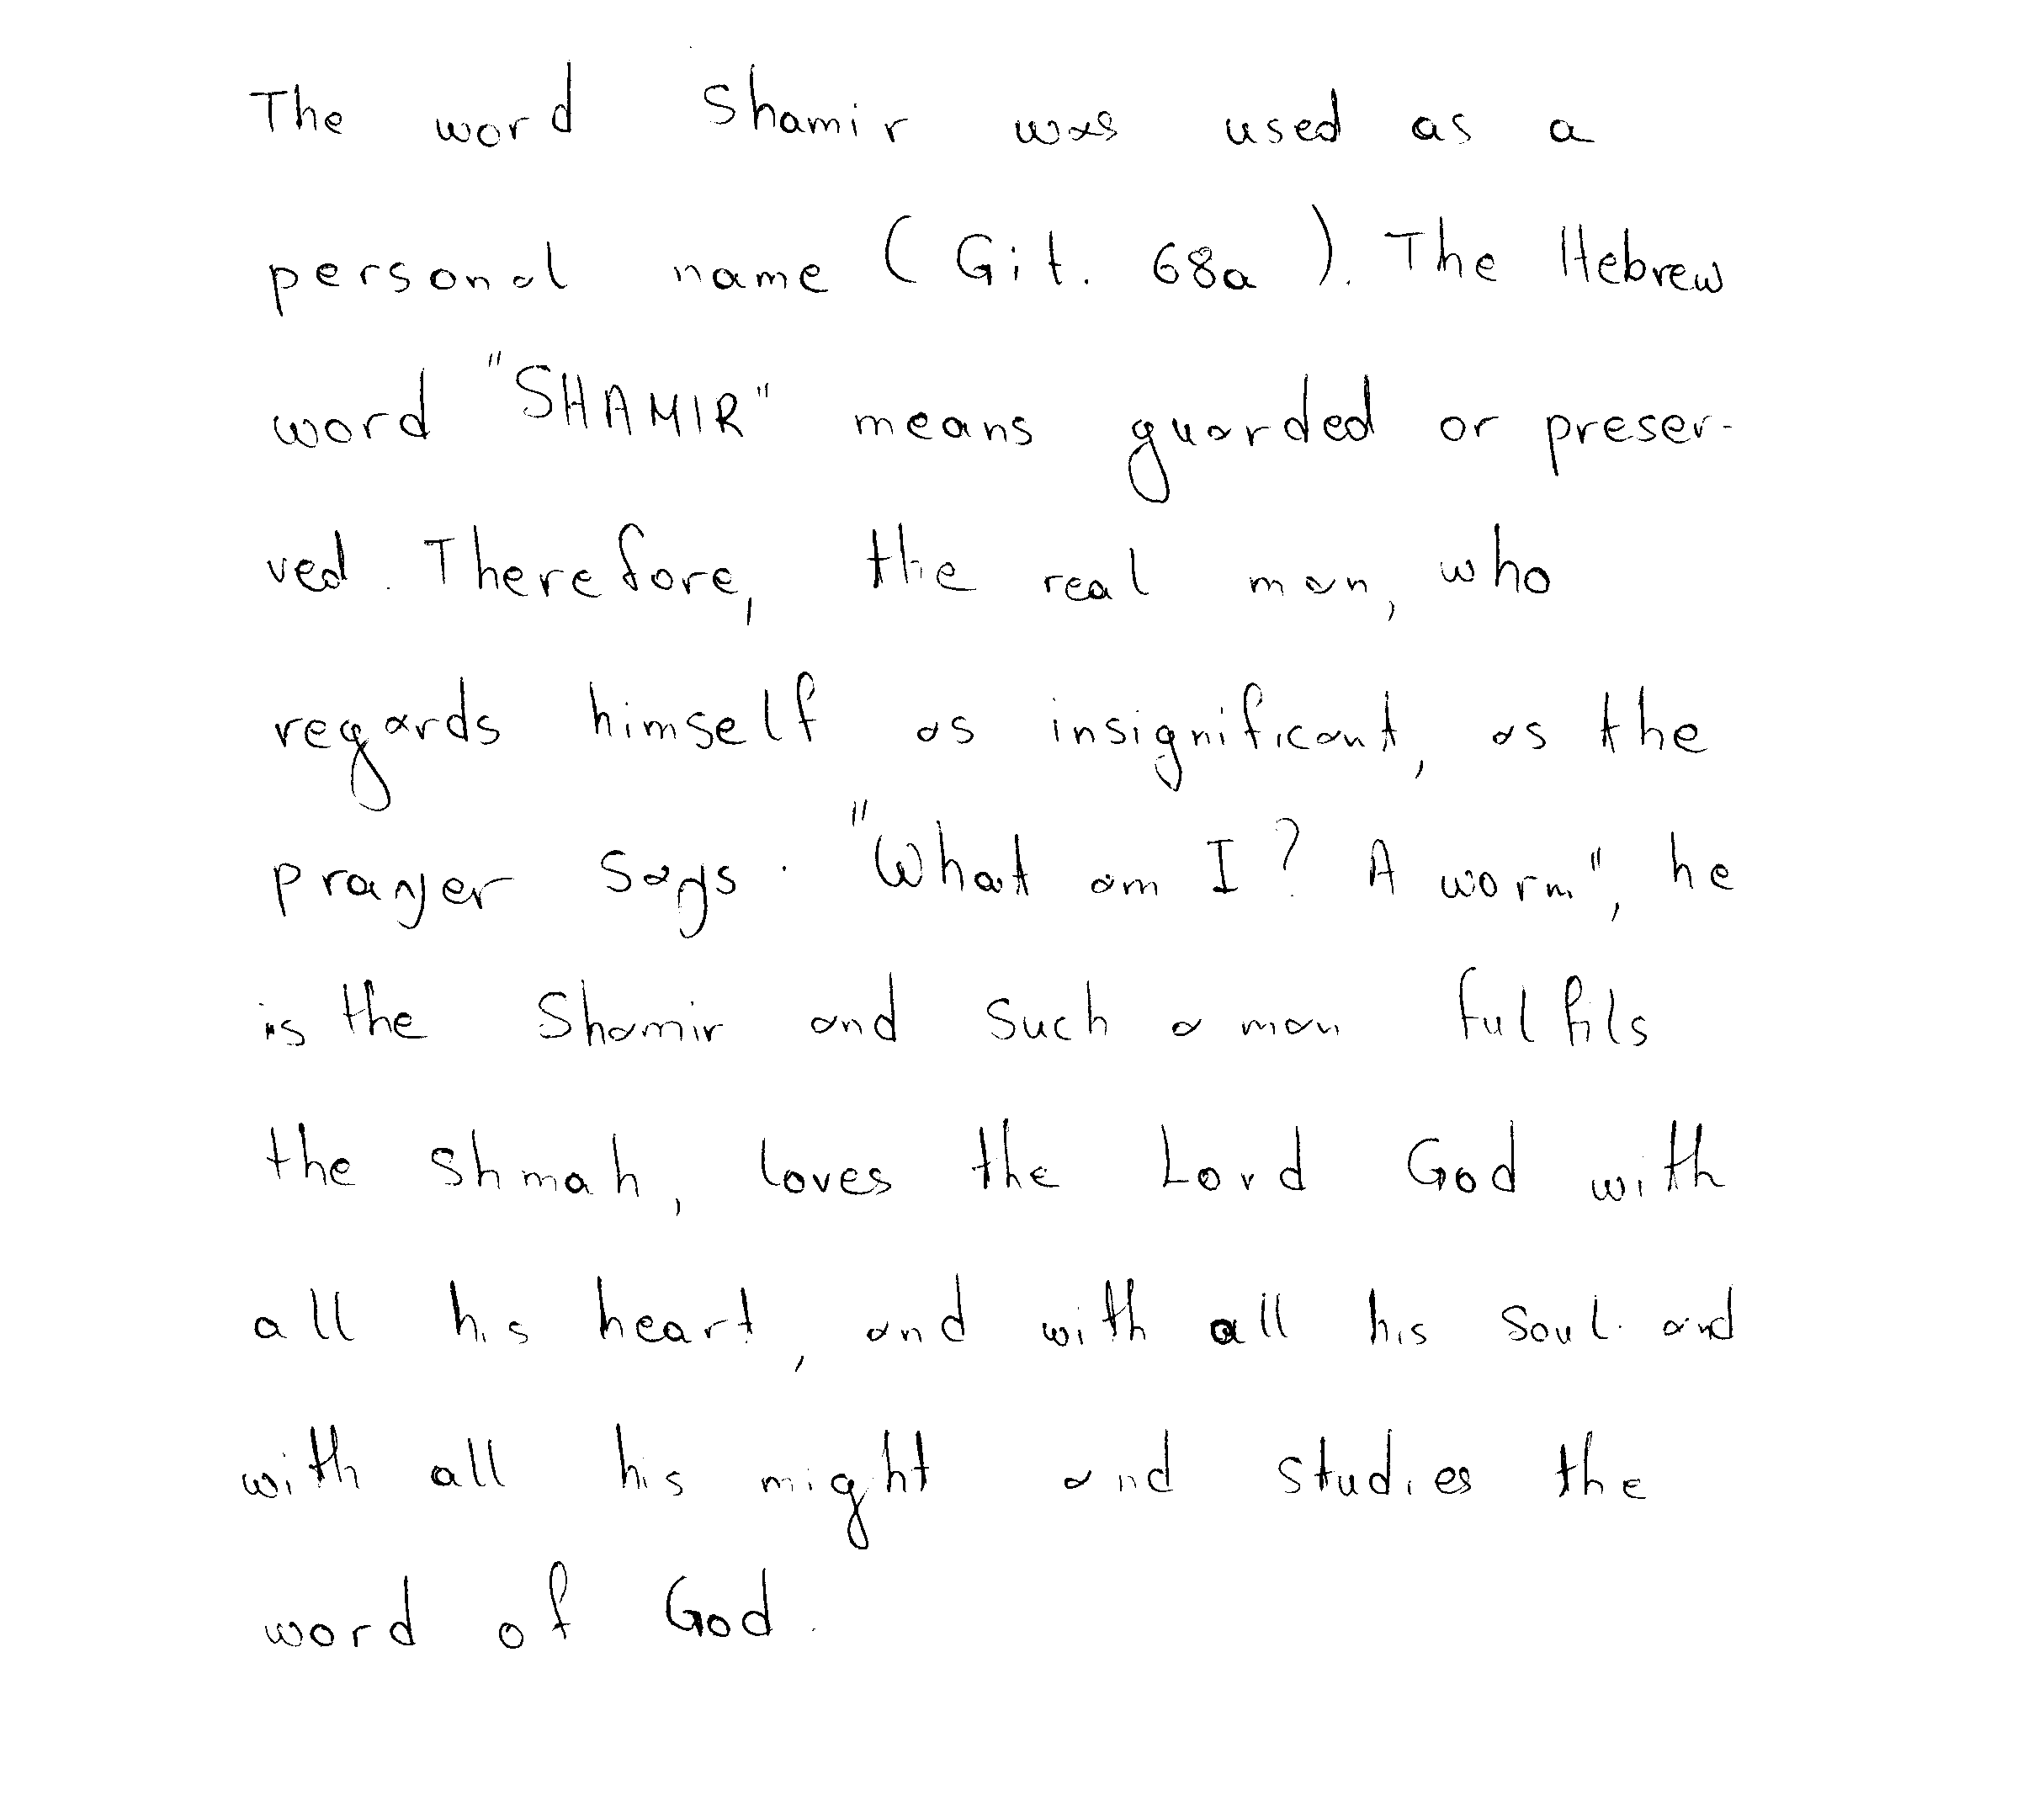 The word Shamir was used as a
personal name (Git. 68a). The Hebrew
word "SHAMIR" means guarded or preser-
ved. Therefore, the real man, who
regards himself as insignificant, as the
prayer says. "What am I? A worm", he
is the Shamir and such a man fulfils
the shmah, loves the Lord God with
all his heart, and with all his soul and
with all his might and studies the
word of God.